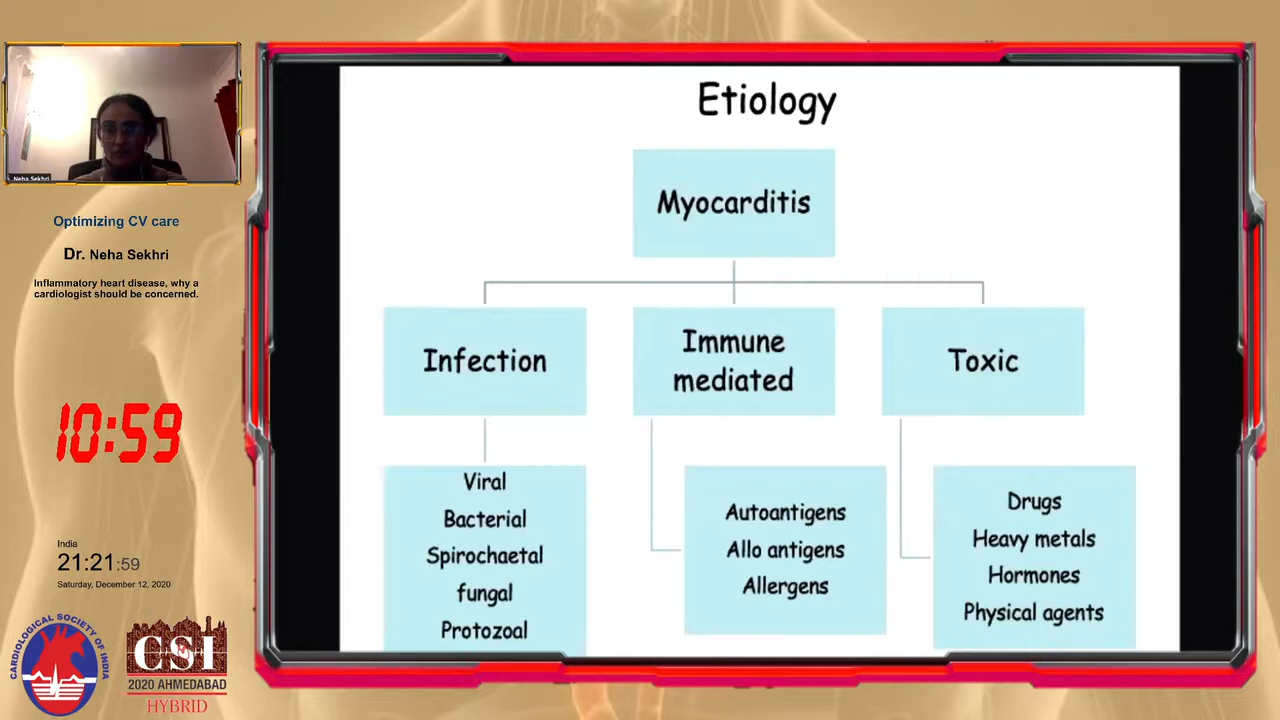 Neha Sekhri
Optimizing CV care
Dr. Neha Sekhri
Inflammatory heart disease, why a
cardiologist should be concerned.
10:59
India
21:21:59
Saturday, December 12, 2020
CARDIOLOGICAL SOCIETY OF INDIA
CSI
2020 AHMEDABAD
HYBRID
Etiology
Myocarditis
Infection
Immune
mediated
Toxic
Viral
Bacterial
Spirochaetal
fungal
Protozoal
Autoantigens
Allo antigens
Allergens
Drugs
Heavy metals
Hormones
Physical agents